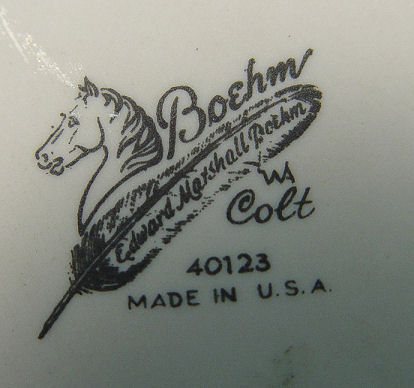 Boehm
Edward Marshall Boehm
Colt
40123
MADE IN U.S.A.